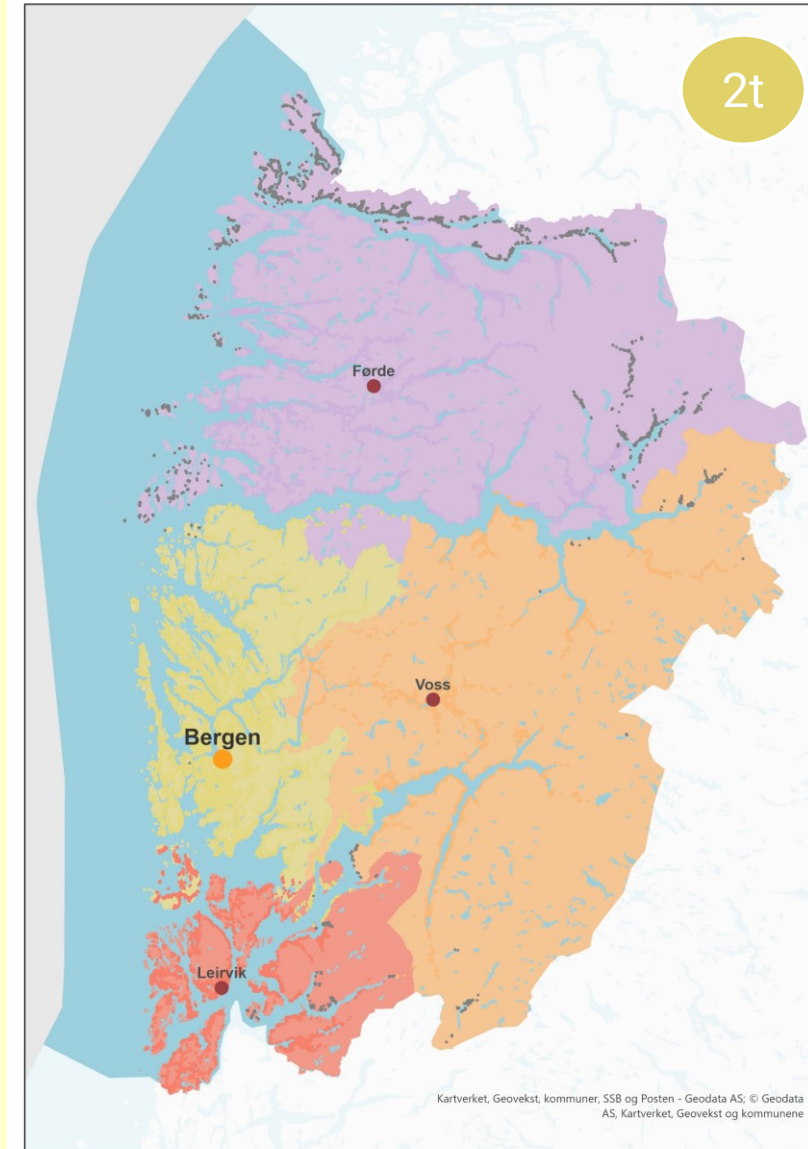 2t
Førde
Voss
Bergen
Leirvik
Kartverket, Geovekst, kommuner, SSB og Posten - Geodata AS; © Geodata
AS, Kartverket, Geovekst og kommunene